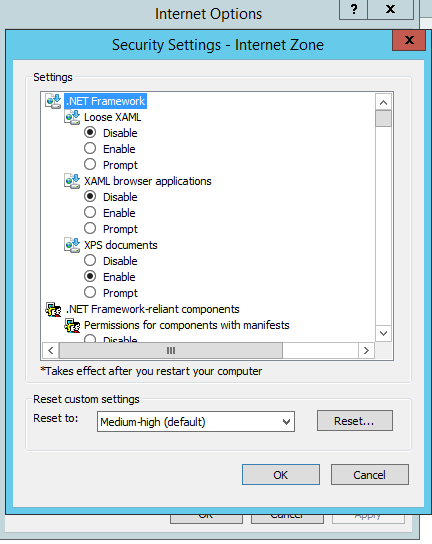 Internet Options
?
x
Security Settings - Internet Zone
x
Settings
.NET Framework
Loose XAML
Disable
Enable
Prompt
XAML browser applications
Disable
Enable
Prompt
XPS documents
Disable
Enable
Prompt
.NET Framework-reliant components
Permissions for components with manifests
Disable
*Takes effect after you restart your computer
Reset custom settings
Reset to:
Medium-high (default)
Reset...
OK
Cancel
OK
Cancel
Apply